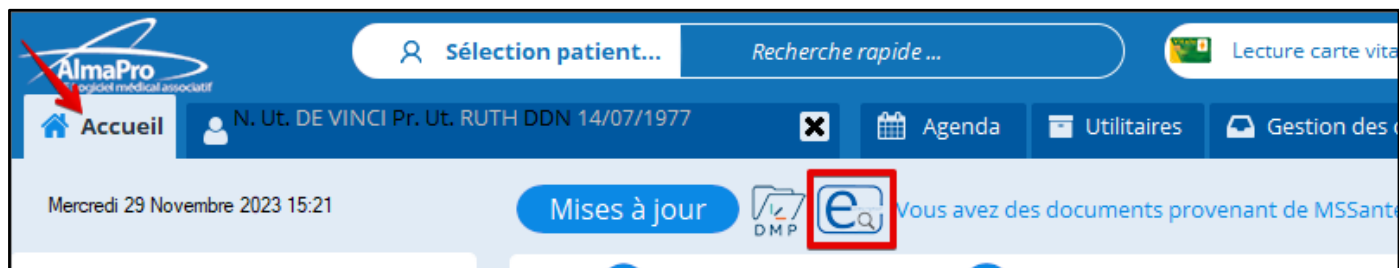 Sélection patient... Recherche rapide ... Lecture carte vita
AlmaPro
logiciel médical associatif
Accueil N. Ut. DE VINCI Pr. Ut. RUTH DDN 14/07/1977 Agenda Utilitaires Gestion des
Mercredi 29 Novembre 2023 15:21 Mises à jour DMP e Vous avez des documents provenant de MSSanté